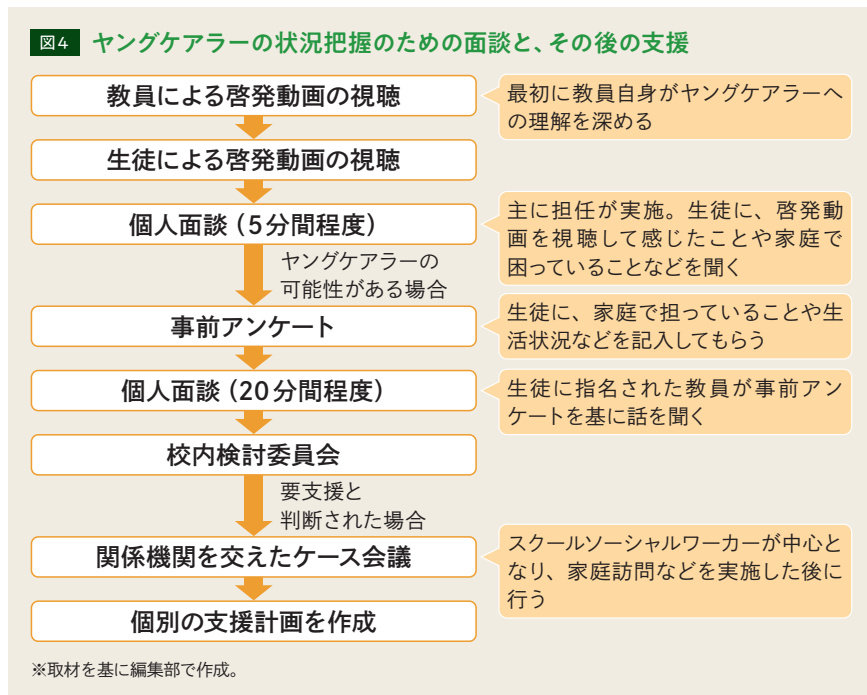 図4 ヤングケアラーの状況把握のための面談と、その後の支援
教員による啓発動画の視聴
最初に教員自身がヤングケアラーへ
の理解を深める
生徒による啓発動画の視聴
個人面談（5分間程度）
主に担任が実施。生徒に、啓発動
画を視聴して感じたことや家庭で
困っていることなどを聞く
ヤングケアラーの
可能性がある場合
事前アンケート
生徒に、家庭で担っていることや生
活状況などを記入してもらう
個人面談（20分間程度）
生徒に指名された教員が事前アン
ケートを基に話を聞く
校内検討委員会
要支援と
判断された場合
関係機関を交えたケース会議
スクールソーシャルワーカーが中心と
なり、家庭訪問などを実施した後に
行う
個別の支援計画を作成
※取材を基に編集部で作成。